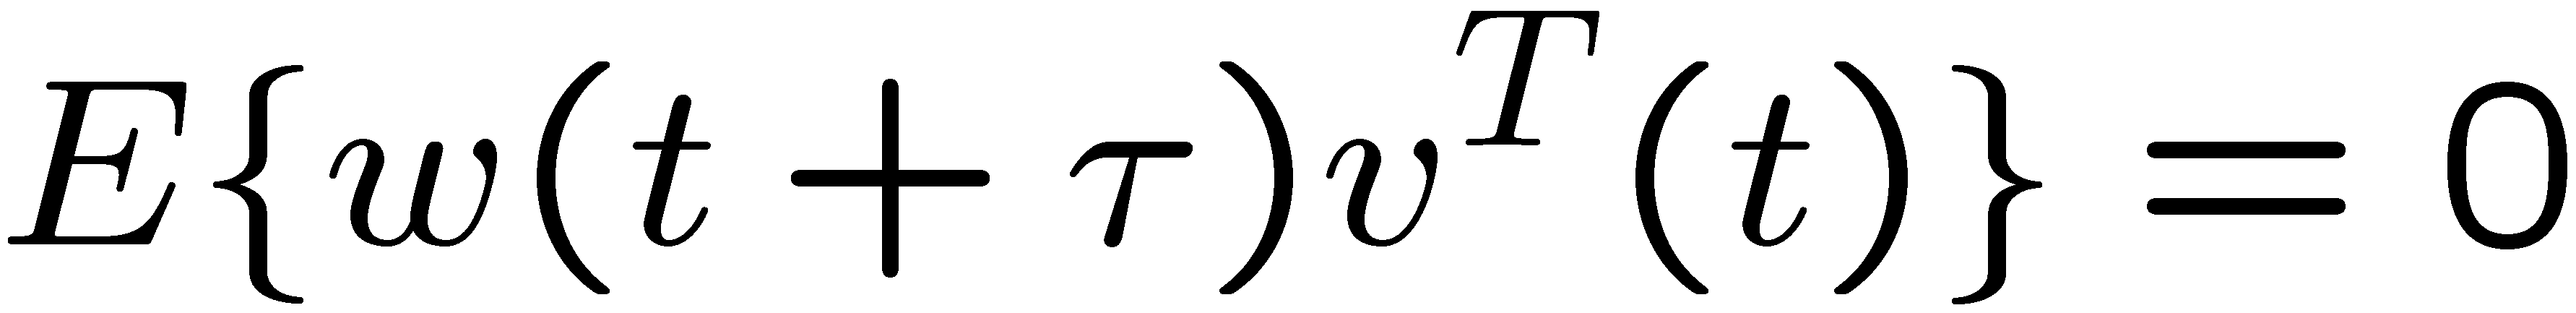 E{w(t + τ)v^T(t)} = 0